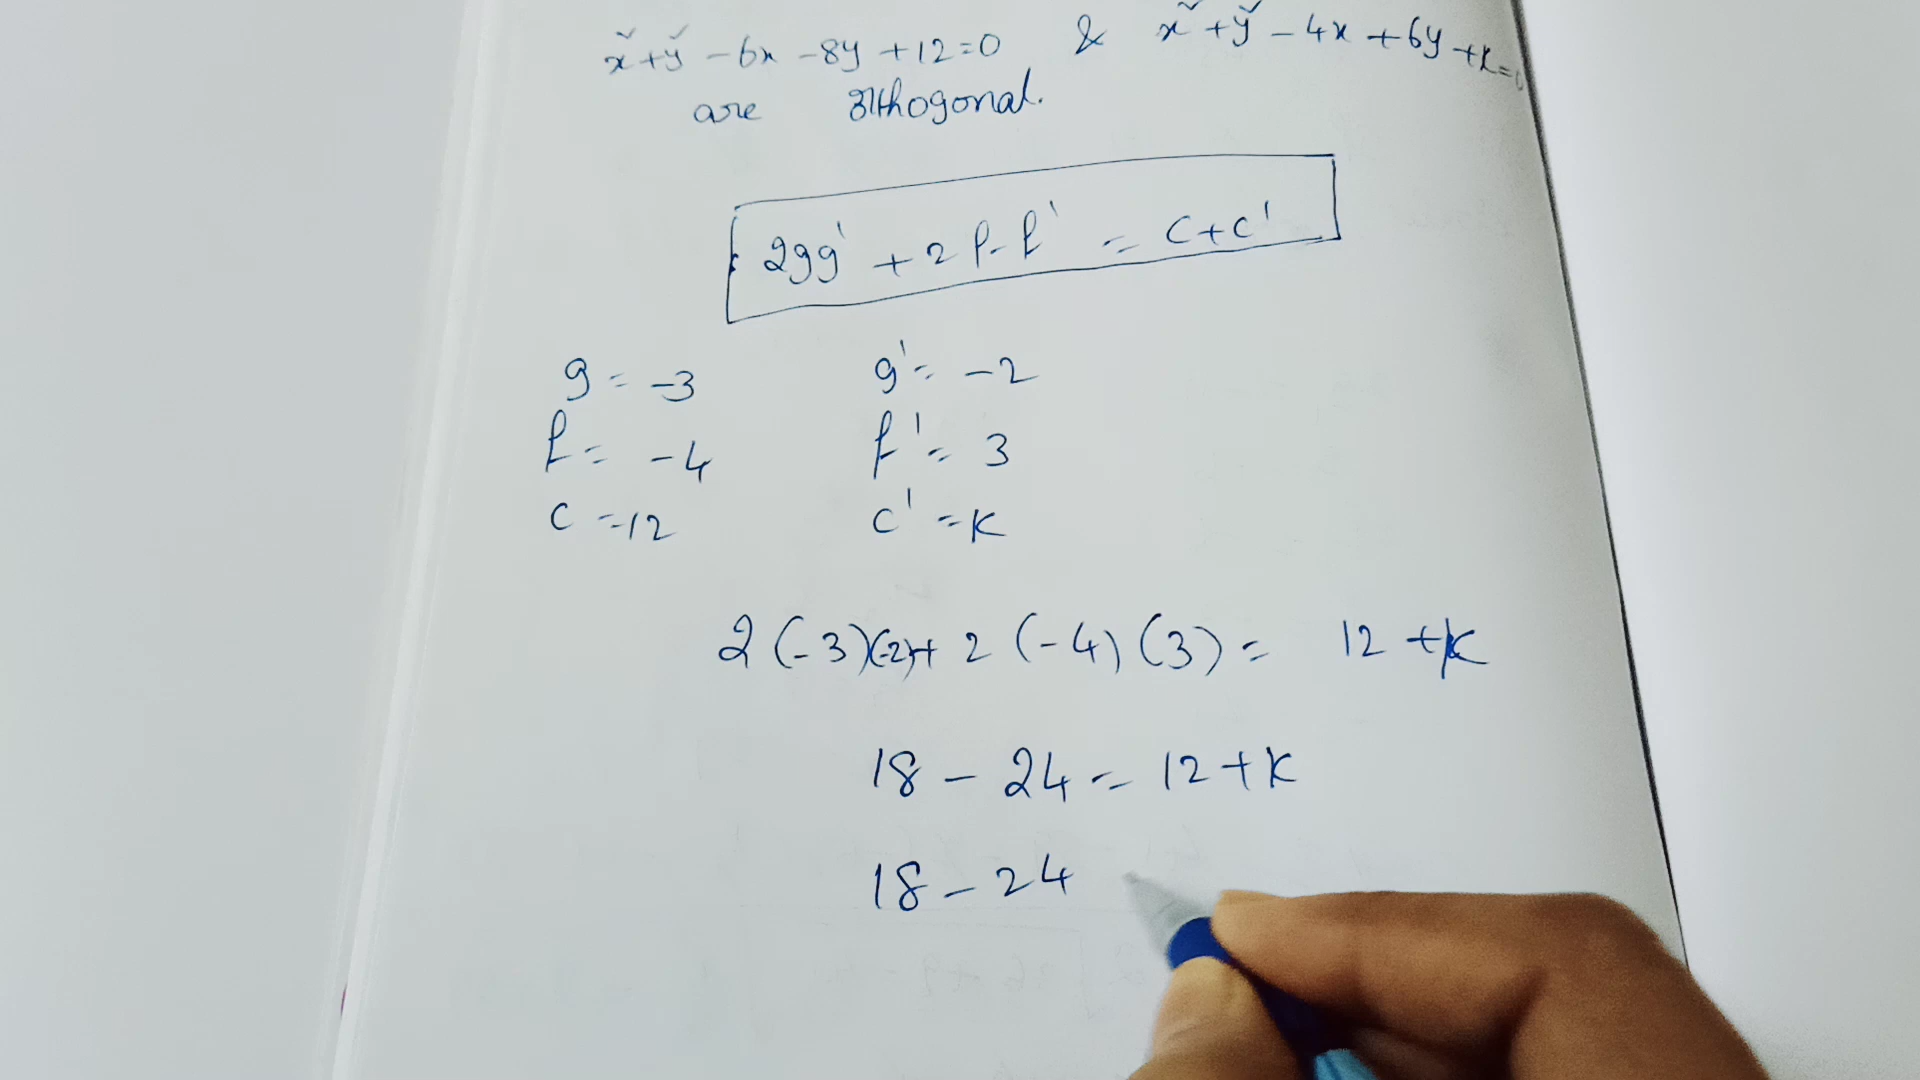 x²+y² -6x -8y +12=0 & x²+y² -4x +6y +k=0
are orthogonal.
2gg' + 2ff' = c+c'
g = -3 g' = -2
f = -4 f' = 3
c = 12 c' = k
2(-3)(-2)+ 2(-4)(3) = 12 +k
18 - 24 = 12+k
18 - 24